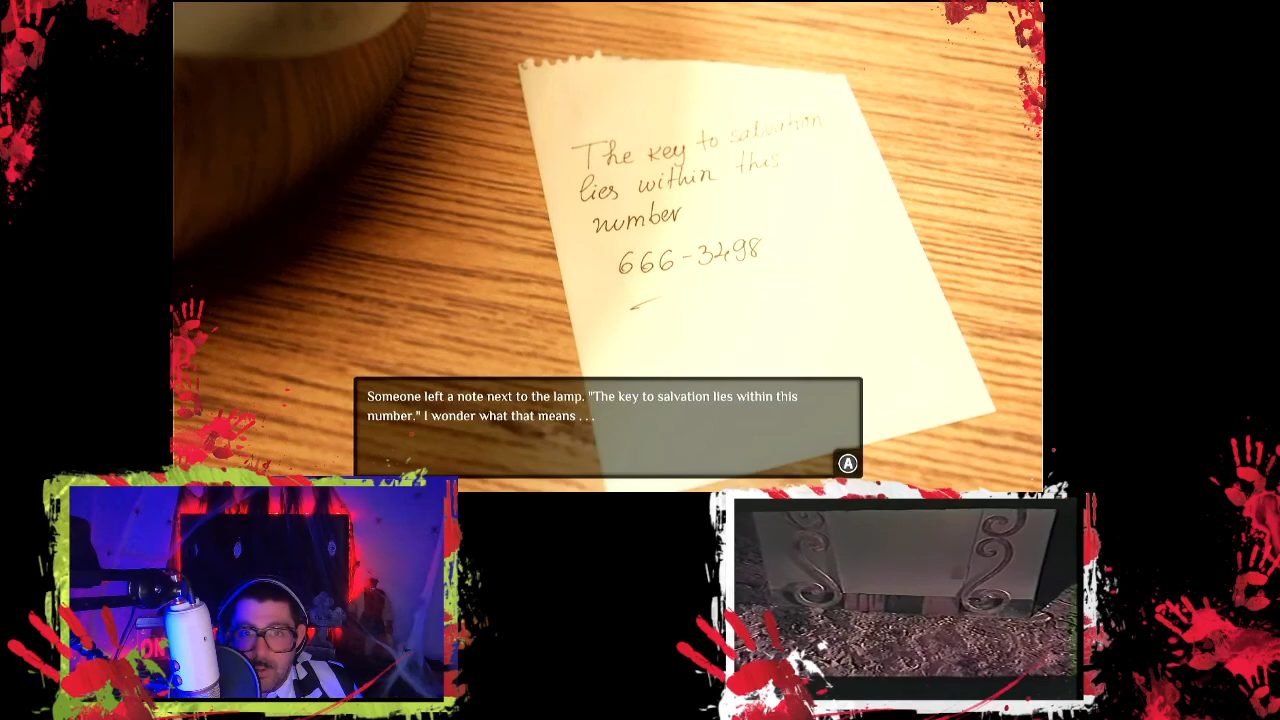 The key to salvation
lies within this
number
666-3498
Someone left a note next to the lamp. "The key to salvation lies within this
number." I wonder what that means . . .
A
ON